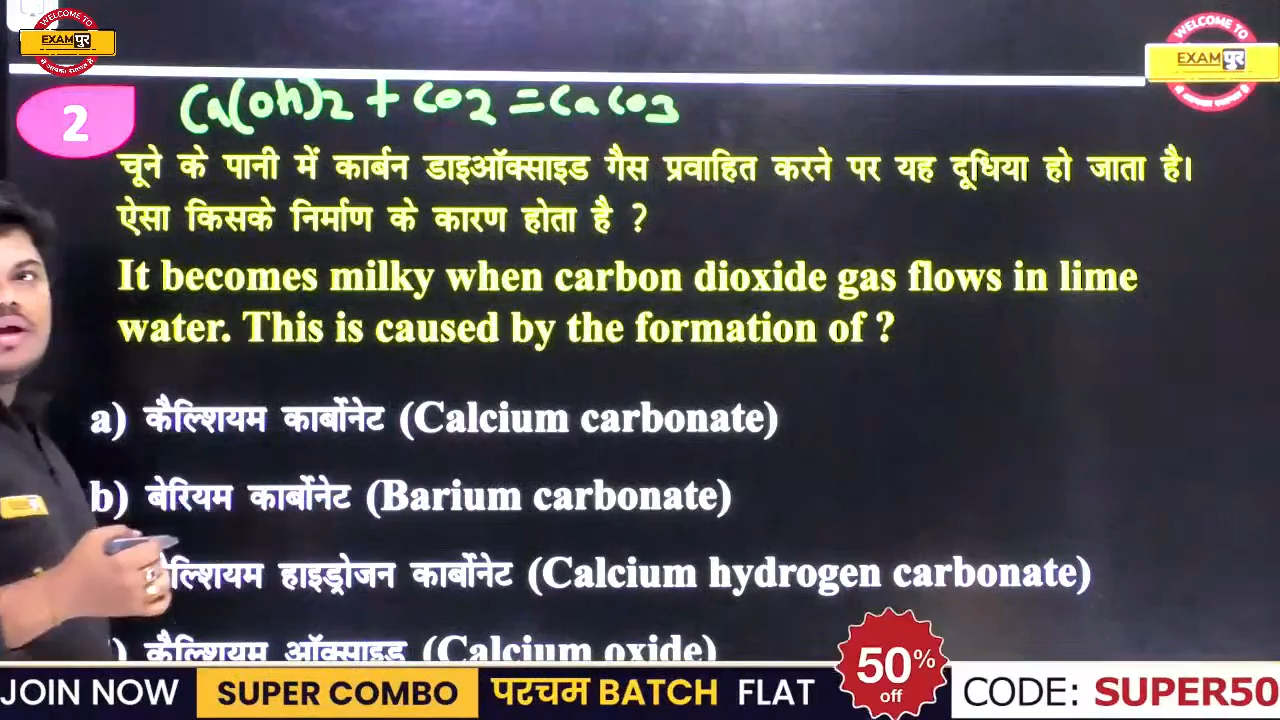 WELCOME TO
EXAMपुर
WELCOME TO
EXAMपुर
2
Ca(OH)2 + CO2 = CaCO3
चूने के पानी में कार्बन डाइऑक्साइड गैस प्रवाहित करने पर यह दूधिया हो जाता है।
ऐसा किसके निर्माण के कारण होता है ?
It becomes milky when carbon dioxide gas flows in lime
water. This is caused by the formation of ?
a) कैल्शियम कार्बोनेट (Calcium carbonate)
b) बेरियम कार्बोनेट (Barium carbonate)
हाइड्रोजन कार्बोनेट (Calcium hydrogen carbonate)
) कैल्शियम ऑक्साइड (Calcium oxide)
JOIN NOW SUPER COMBO परचम BATCH FLAT 50% off CODE: SUPER50